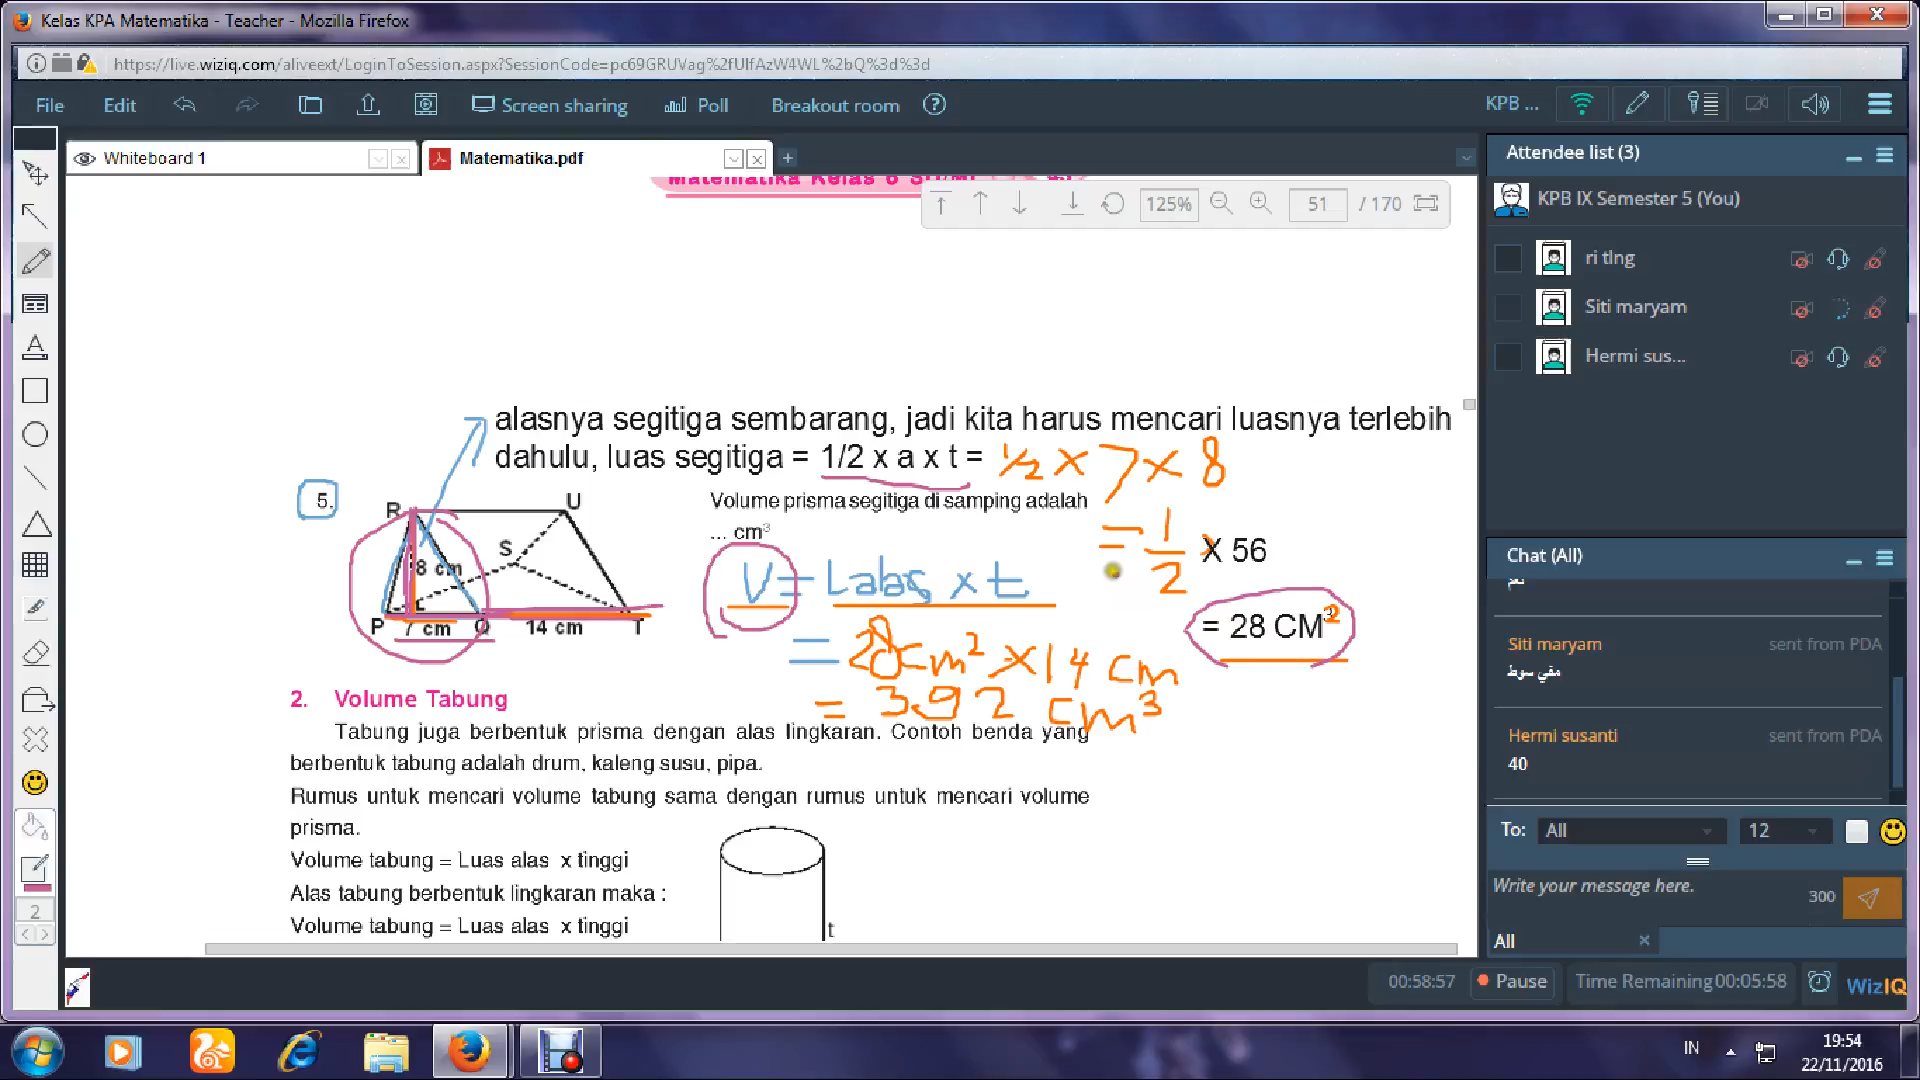 Kelas KPA Matematika - Teacher - Mozilla Firefox
https://live.wiziq.com/aliveext/LoginToSession.aspx?SessionCode=pc69GRUVag%2fUIfAzW4WL%2bQ%3d%3d
File Edit Screen sharing Poll Breakout room KPB ...
Whiteboard 1 Matematika.pdf
Matematika Kelas 6 SD/MI
125% 51 / 170
Attendee list (3)
KPB IX Semester 5 (You)
ri tlng
Siti maryam
Hermi sus...
alasnya segitiga sembarang, jadi kita harus mencari luasnya terlebih
dahulu, luas segitiga = 1/2 x a x t = 1/2 x 7 x 8
5.
R U S P Q T
8 cm
7 cm 14 cm
Volume prisma segitiga di samping adalah
... cm³
= 1/2 x 56
= 28 CM²
V = Lalas x t
= 28 cm² x 14 cm
= 392 cm³
2. Volume Tabung
Tabung juga berbentuk prisma dengan alas lingkaran. Contoh benda yang
berbentuk tabung adalah drum, kaleng susu, pipa.
Rumus untuk mencari volume tabung sama dengan rumus untuk mencari volume
prisma.
Volume tabung = Luas alas x tinggi
Alas tabung berbentuk lingkaran maka :
Volume tabung = Luas alas x tinggi
t
Chat (All)
Siti maryam sent from PDA
مفي سوط
Hermi susanti sent from PDA
40
To: All 12
Write your message here. 300
All
2
00:58:57 Pause Time Remaining 00:05:58 WizIQ
IN 19:54
22/11/2016